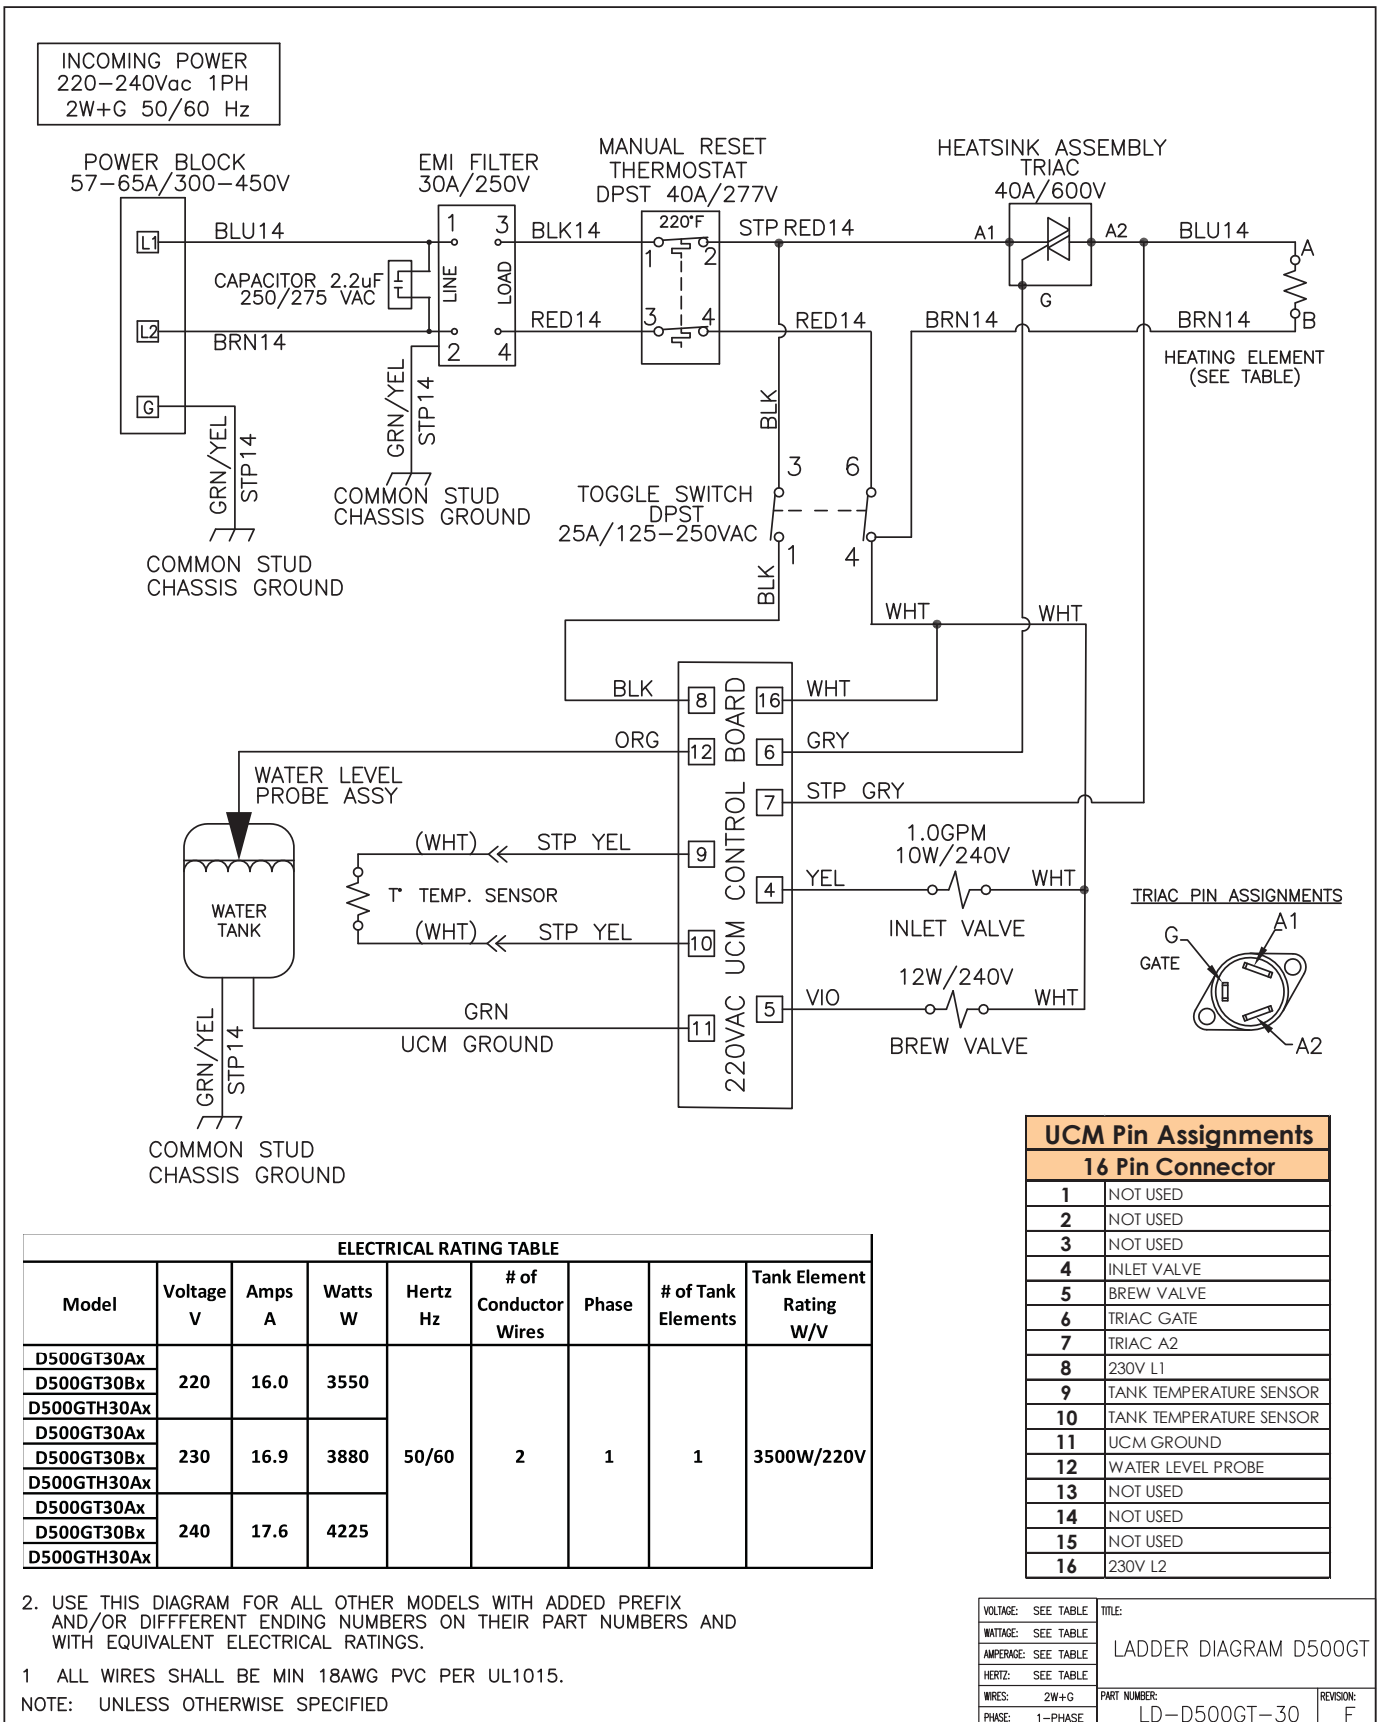 INCOMING POWER
220-240Vac 1PH
2W+G 50/60 Hz
POWER BLOCK
57-65A/300-450V
EMI FILTER
30A/250V
MANUAL RESET
THERMOSTAT
DPST 40A/277V
HEATSINK ASSEMBLY
TRIAC
40A/600V
L1
BLU14
1
3
BLK14
220°F
1
2
STP RED14
A1
A2
G
BLU14
A
CAPACITOR 2.2uF
250/275 VAC
LINE
LOAD
L2
BRN14
2
4
RED14
3
4
RED14
BRN14
BRN14
B
HEATING ELEMENT
(SEE TABLE)
G
GRN/YEL
STP14
COMMON STUD
CHASSIS GROUND
GRN/YEL
STP14
COMMON STUD
CHASSIS GROUND
BLK
3
6
TOGGLE SWITCH
DPST
25A/125-250VAC
1
4
BLK
WHT
WHT
BLK
8
16
WHT
ORG
12
6
GRY
7
STP GRY
220VAC UCM CONTROL BOARD
WATER LEVEL
PROBE ASSY
(WHT)
STP YEL
9
T° TEMP. SENSOR
(WHT)
STP YEL
10
WATER
TANK
1.0GPM
10W/240V
4
YEL
WHT
INLET VALVE
12W/240V
5
VIO
WHT
BREW VALVE
GRN
11
UCM GROUND
GRN/YEL
STP14
COMMON STUD
CHASSIS GROUND
TRIAC PIN ASSIGNMENTS
A1
G
GATE
A2
UCM Pin Assignments
16 Pin Connector
1 NOT USED
2 NOT USED
3 NOT USED
4 INLET VALVE
5 BREW VALVE
6 TRIAC GATE
7 TRIAC A2
8 230V L1
9 TANK TEMPERATURE SENSOR
10 TANK TEMPERATURE SENSOR
11 UCM GROUND
12 WATER LEVEL PROBE
13 NOT USED
14 NOT USED
15 NOT USED
16 230V L2
ELECTRICAL RATING TABLE
Model Voltage V Amps A Watts W Hertz Hz # of Conductor Wires Phase # of Tank Elements Tank Element Rating W/V
D500GT30Ax
D500GT30Bx 220 16.0 3550
D500GTH30Ax
D500GT30Ax
D500GT30Bx 230 16.9 3880 50/60 2 1 1 3500W/220V
D500GTH30Ax
D500GT30Ax
D500GT30Bx 240 17.6 4225
D500GTH30Ax
2. USE THIS DIAGRAM FOR ALL OTHER MODELS WITH ADDED PREFIX
AND/OR DIFFFERENT ENDING NUMBERS ON THEIR PART NUMBERS AND
WITH EQUIVALENT ELECTRICAL RATINGS.
1 ALL WIRES SHALL BE MIN 18AWG PVC PER UL1015.
NOTE: UNLESS OTHERWISE SPECIFIED
VOLTAGE: SEE TABLE
WATTAGE: SEE TABLE
AMPERAGE: SEE TABLE
HERTZ: SEE TABLE
WIRES: 2W+G
PHASE: 1-PHASE
TITLE:
LADDER DIAGRAM D500GT
PART NUMBER:
LD-D500GT-30
REVISION:
F